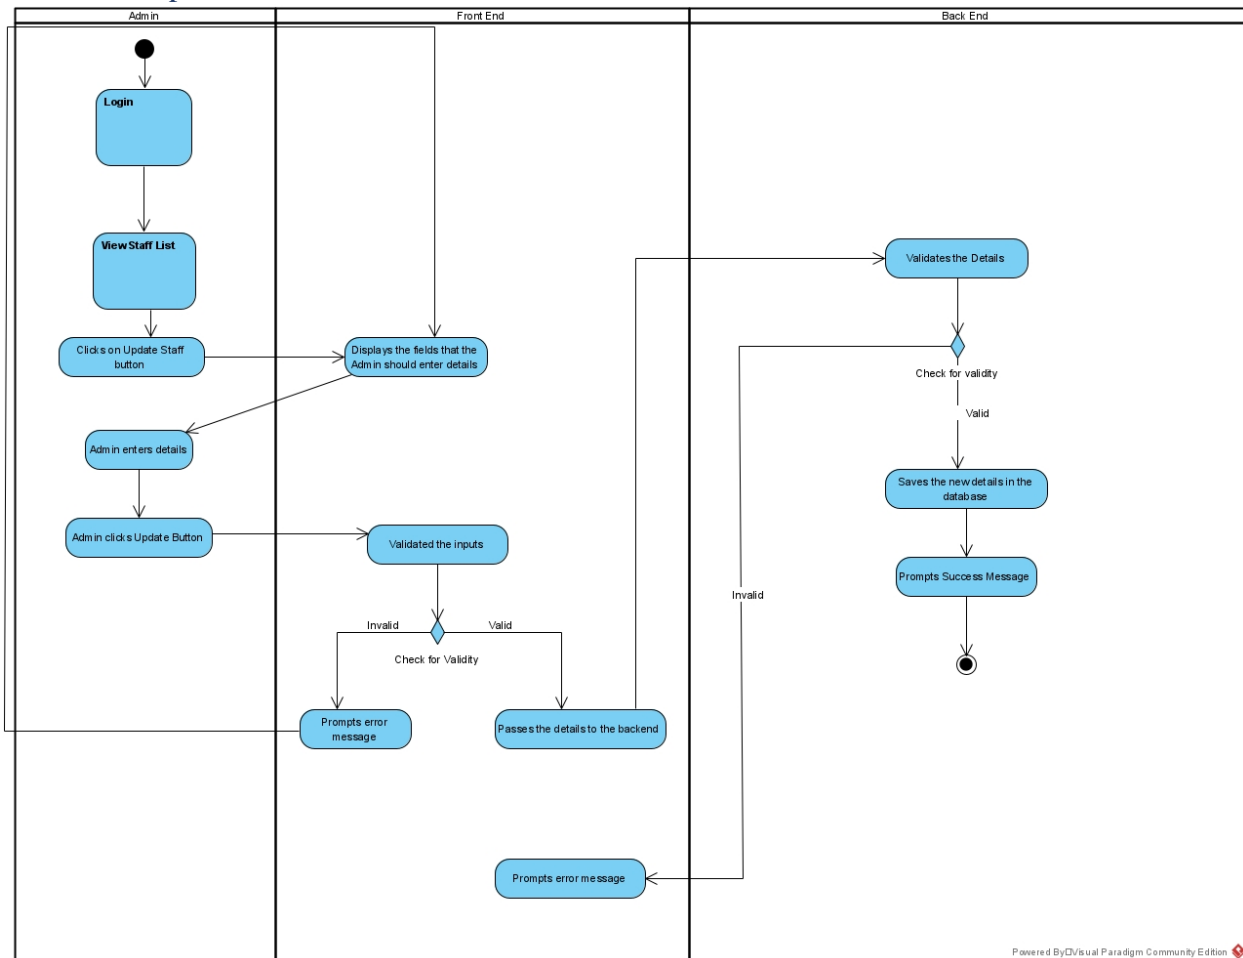 Admin
Front End
Back End
Login
View Staff List
Clicks on Update Staff
button
Displays the fields that the
Admin should enter details
Admin enters details
Admin clicks Update Button
Validated the inputs
Invalid
Valid
Check for Validity
Prompts error
message
Passes the details to the backend
Prompts error message
Validates the Details
Check for validity
Valid
Invalid
Saves the new details in the
database
Prompts Success Message
Powered By Visual Paradigm Community Edition